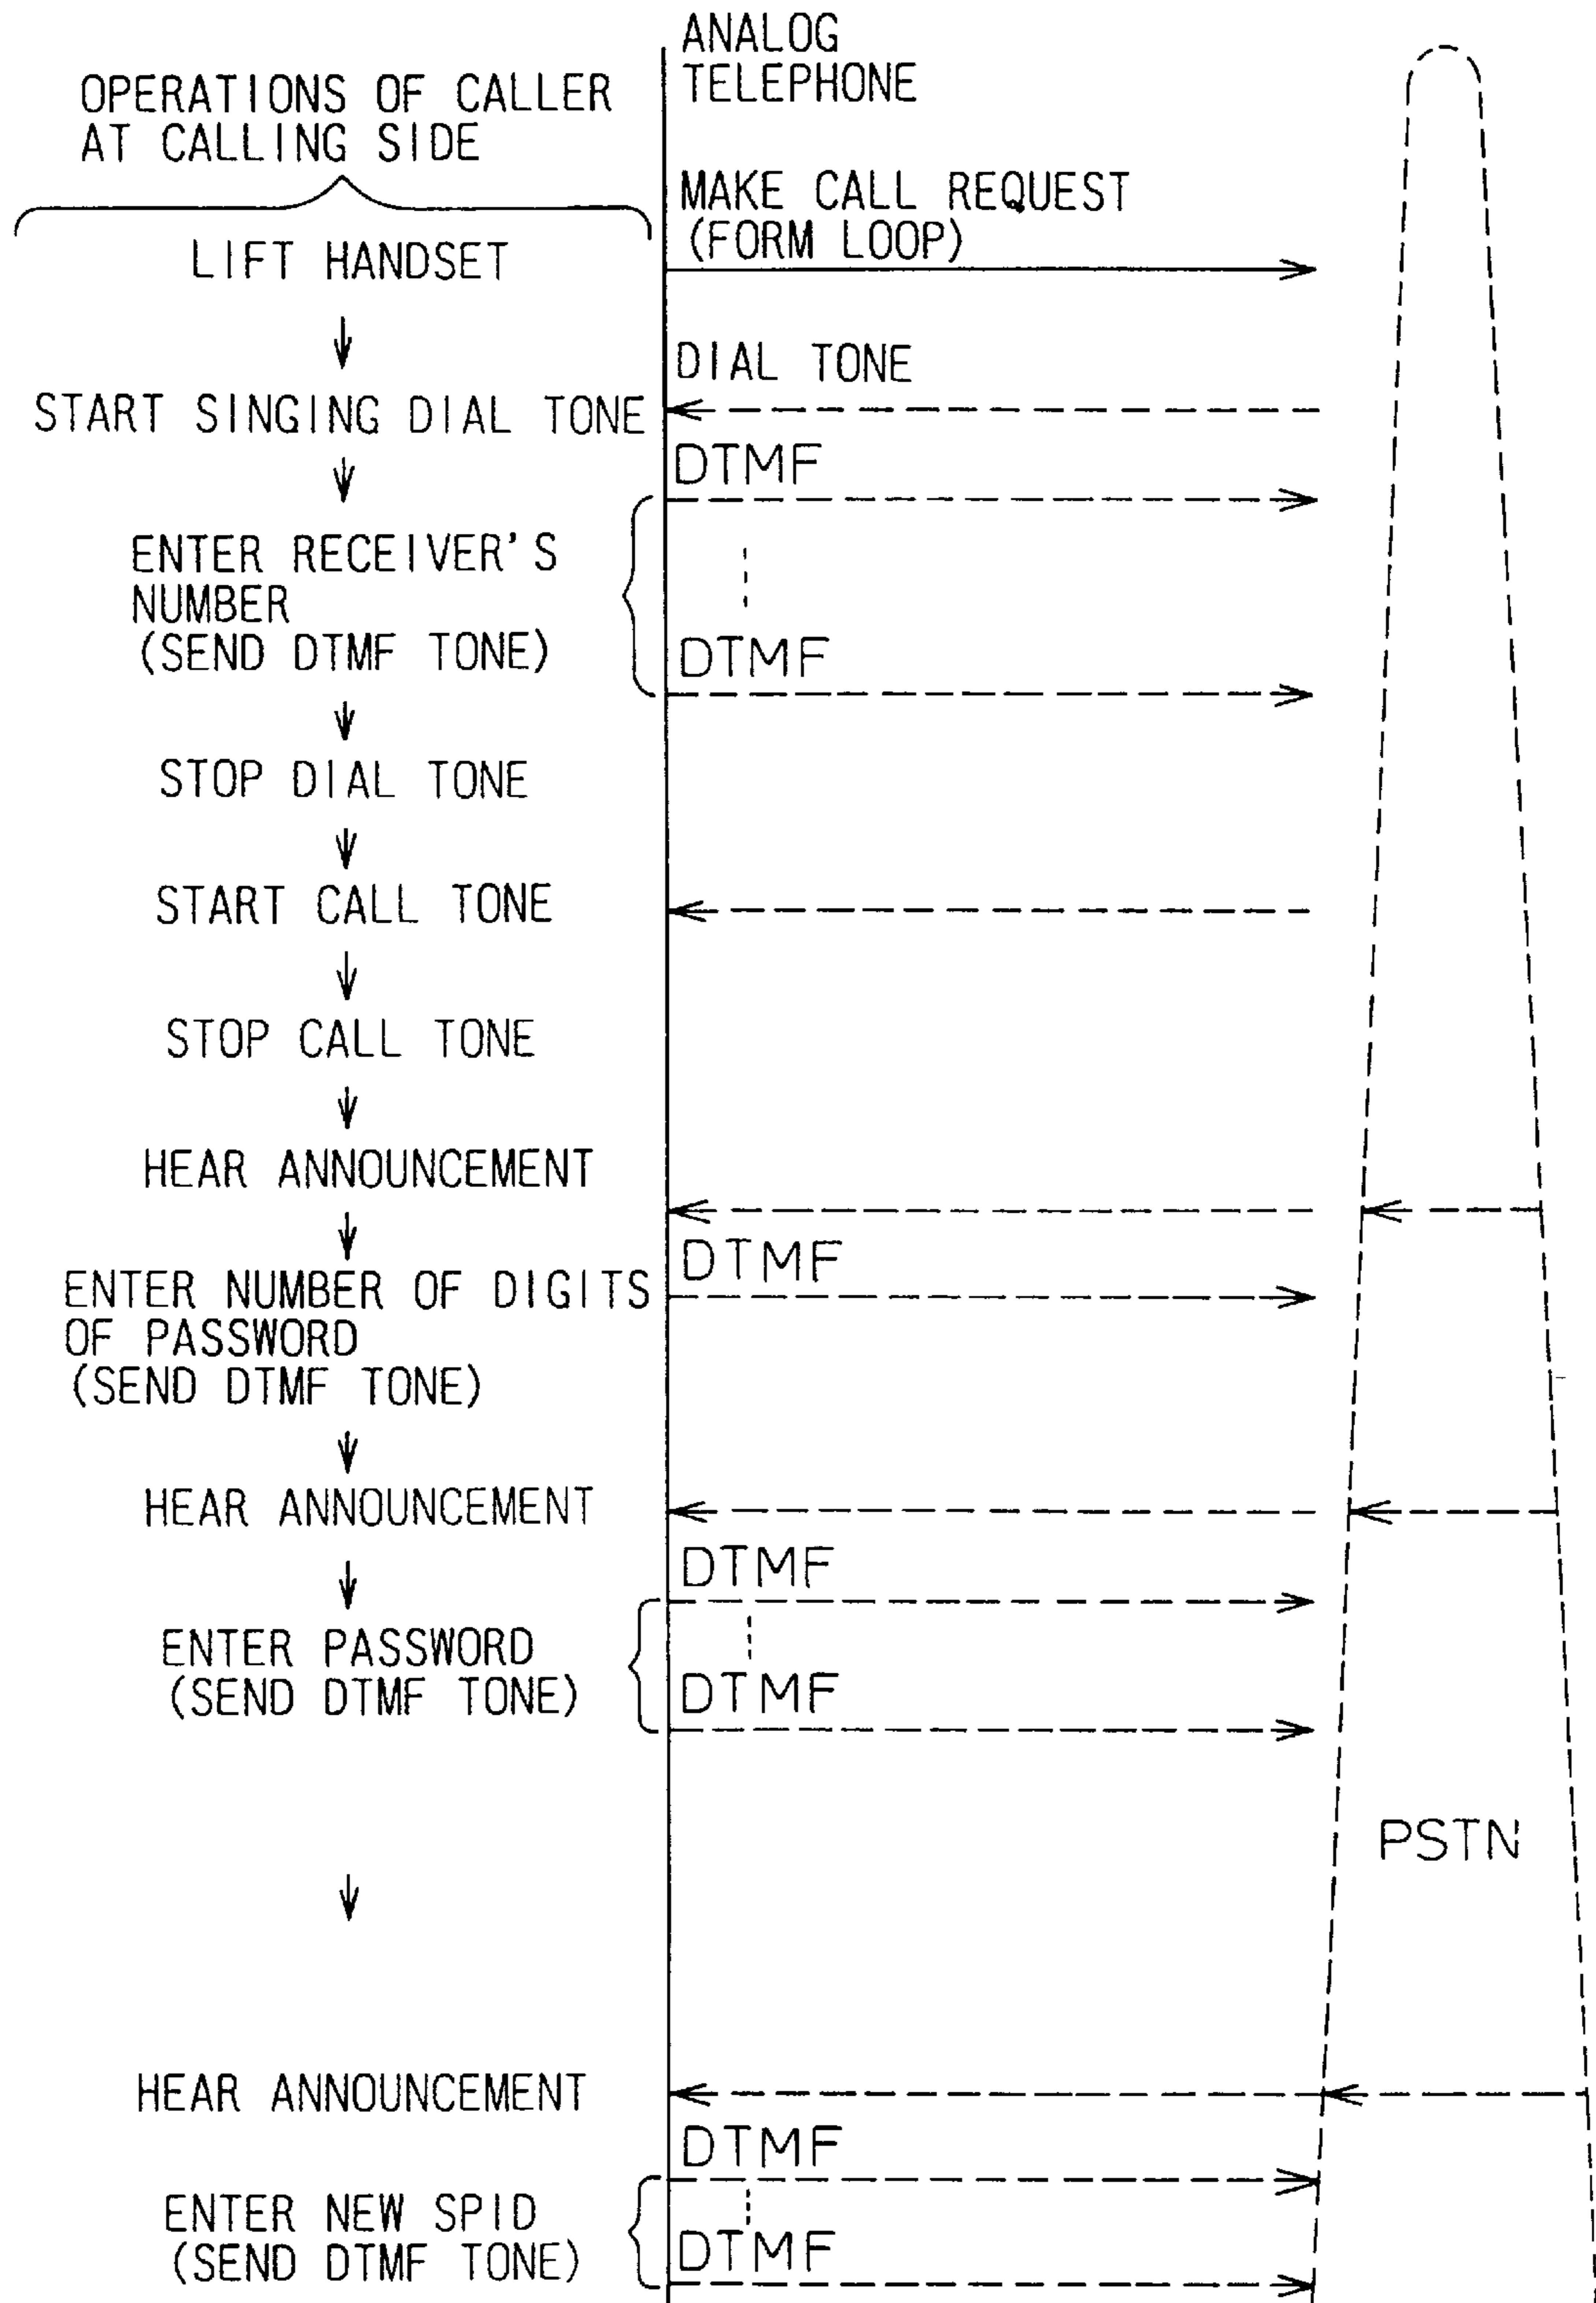 OPERATIONS OF CALLER
AT CALLING SIDE
ANALOG
TELEPHONE
LIFT HANDSET
MAKE CALL REQUEST
(FORM LOOP)
START SINGING DIAL TONE
DIAL TONE
ENTER RECEIVER'S
NUMBER
(SEND DTMF TONE)
DTMF
DTMF
STOP DIAL TONE
START CALL TONE
STOP CALL TONE
HEAR ANNOUNCEMENT
ENTER NUMBER OF DIGITS
OF PASSWORD
(SEND DTMF TONE)
DTMF
HEAR ANNOUNCEMENT
ENTER PASSWORD
(SEND DTMF TONE)
DTMF
DTMF
PSTN
HEAR ANNOUNCEMENT
ENTER NEW SPID
(SEND DTMF TONE)
DTMF
DTMF